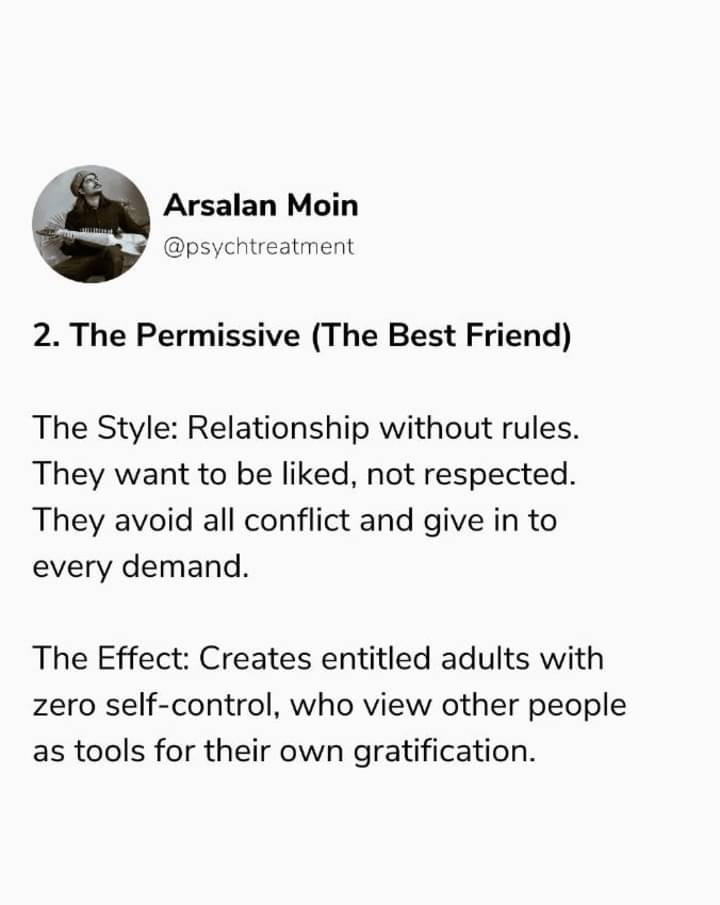 Arsalan Moin
@psychtreatment
2. The Permissive (The Best Friend)
The Style: Relationship without rules.
They want to be liked, not respected.
They avoid all conflict and give in to
every demand.
The Effect: Creates entitled adults with
zero self-control, who view other people
as tools for their own gratification.